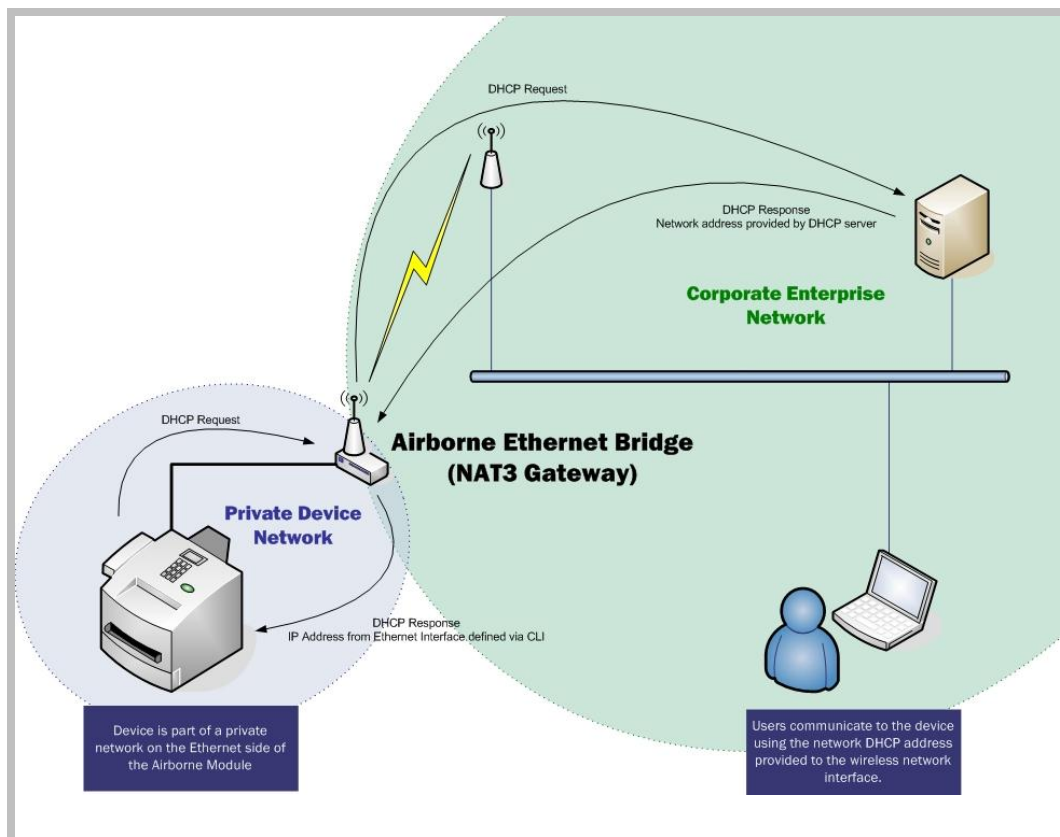 DHCP Request
DHCP Response
Network address provided by DHCP server
Corporate Enterprise
Network
Airborne Ethernet Bridge
(NAT3 Gateway)
DHCP Request
Private Device
Network
DHCP Response
IP Address from Ethernet Interface defined via CLI
Device is part of a private
network on the Ethernet side of
the Airborne Module
Users communicate to the device
using the network DHCP address
provided to the wireless network
interface.